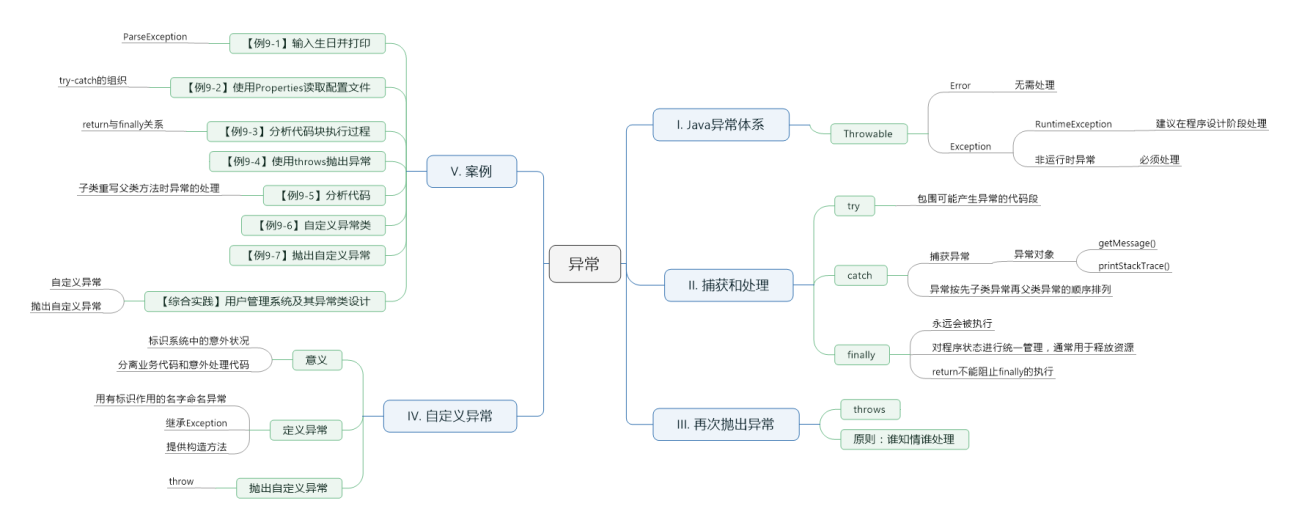 异常
I. Java异常体系
Throwable
Error
无需处理
Exception
RuntimeException
建议在程序设计阶段处理
非运行时异常
必须处理
II. 捕获和处理
try
包围可能产生异常的代码段
catch
捕获异常
异常对象
getMessage()
printStackTrace()
异常按先子类异常再父类异常的顺序排列
finally
永远会被执行
对程序状态进行统一管理，通常用于释放资源
return不能阻止finally的执行
III. 再次抛出异常
throws
原则：谁知情谁处理
IV. 自定义异常
意义
标识系统中的意外状况
分离业务代码和意外处理代码
定义异常
用有标识作用的名字命名异常
继承Exception
提供构造方法
抛出自定义异常
throw
V. 案例
【例9-1】输入生日并打印
ParseException
【例9-2】使用Properties读取配置文件
try-catch的组织
【例9-3】分析代码块执行过程
return与finally关系
【例9-4】使用throws抛出异常
【例9-5】分析代码
子类重写父类方法时异常的处理
【例9-6】自定义异常类
【例9-7】抛出自定义异常
【综合实践】用户管理系统及其异常类设计
自定义异常
抛出自定义异常